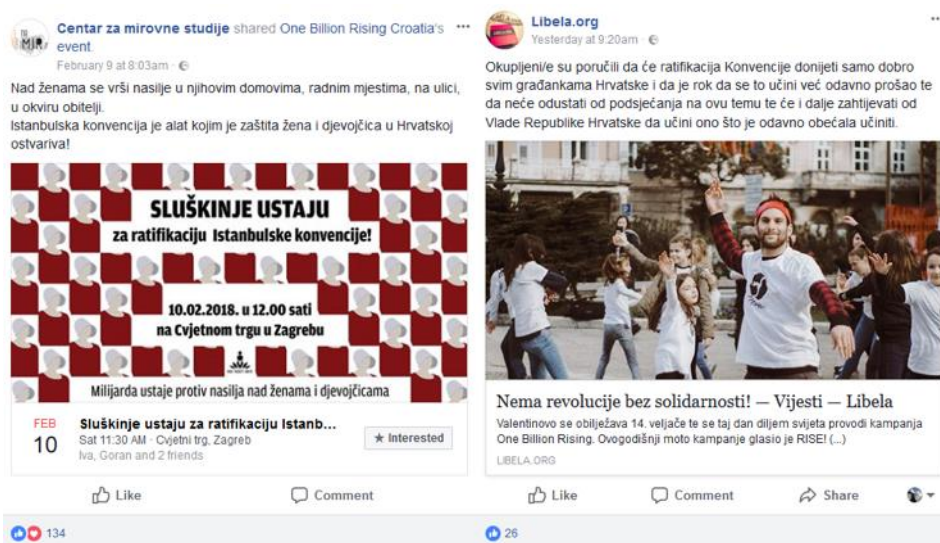 Centar za mirovne studije shared One Billion Rising Croatia's
event.
February 9 at 8:03am
Nad ženama se vrši nasilje u njihovim domovima, radnim mjestima, na ulici,
u okviru obitelji.
Istanbulska konvencija je alat kojim je zaštita žena i djevojčica u Hrvatskoj
ostvariva!
SLUŠKINJE USTAJU
za ratifikaciju Istanbulske konvencije!
10.02.2018. u 12.00 sati
na Cvjetnom trgu u Zagrebu
Milijarda ustaje protiv nasilja nad ženama i djevojčicama
FEB
10
Sluškinje ustaju za ratifikaciju Istanb...
Sat 11:30 AM · Cvjetni trg, Zagreb
Iva, Goran and 2 friends
★ Interested
Like
Comment
134
Libela.org
Yesterday at 9:20am
Okupljeni/e su poručili da će ratifikacija Konvencije donijeti samo dobro
svim građankama Hrvatske i da je rok da se to učini već odavno prošao te
da neće odustati od podsjećanja na ovu temu te će i dalje zahtijevati od
Vlade Republike Hrvatske da učini ono što je odavno obećala učiniti.
Nema revolucije bez solidarnosti! — Vijesti — Libela
Valentinovo se obilježava 14. veljače te se taj dan diljem svijeta provodi kampanja
One Billion Rising. Ovogodišnji moto kampanje glasio je RISE! (...)
LIBELA.ORG
Like
Comment
Share
26